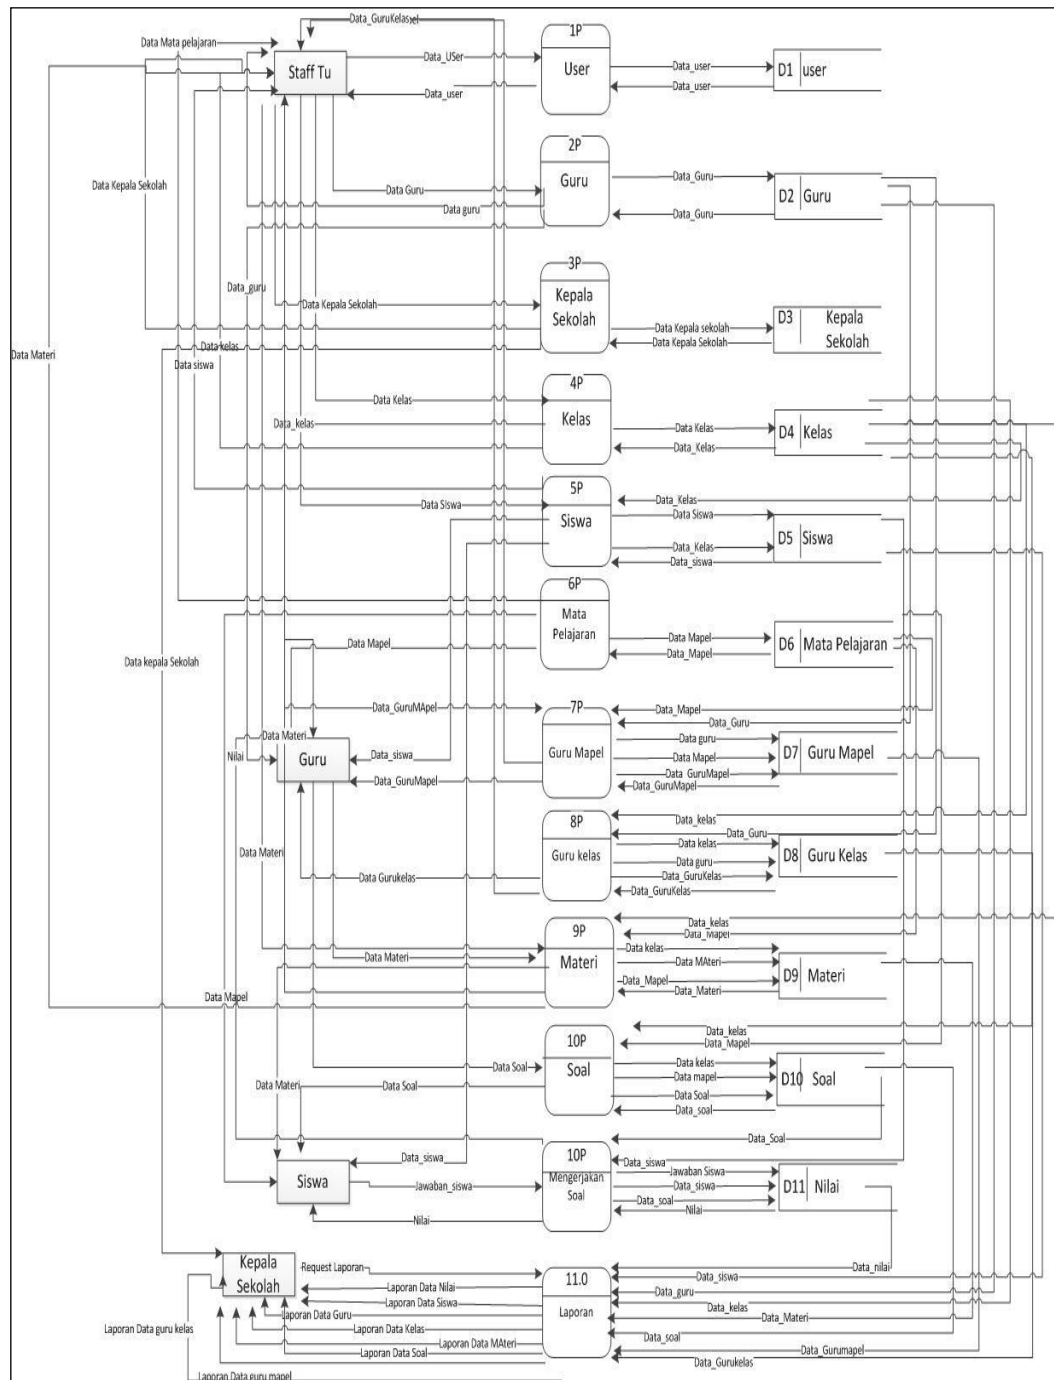 Data_GuruKelas
Data Mata pelajaran
Staff Tu
Data_USer
Data_user
1P
User
Data_user
Data_user
D1 user
Data Kepala Sekolah
Data Guru
Data guru
2P
Guru
Data_Guru
Data_Guru
D2 Guru
Data_guru
Data Kepala Sekolah
3P
Kepala
Sekolah
Data Kepala sekolah
Data Kepala Sekolah
D3 Kepala
Sekolah
Data Materi
Data kelas
Data siswa
Data Kelas
Data_kelas
4P
Kelas
Data Kelas
Data_Kelas
D4 Kelas
Data Siswa
5P
Siswa
Data_Kelas
Data Siswa
Data_Kelas
Data_siswa
D5 Siswa
6P
Mata
Pelajaran
Data Mapel
Data Mapel
Data_Mapel
D6 Mata Pelajaran
Data kepala Sekolah
Data_GuruMApel
7P
Guru Mapel
Data_Mapel
Data_Guru
Data guru
Data Mapel
Data_GuruMapel
Data_GuruMapel
D7 Guru Mapel
Data Materi
Nilai
Guru
Data_siswa
Data_GuruMapel
8P
Guru kelas
Data_kelas
Data_Guru
Data kelas
Data guru
Data_GuruKelas
Data_GuruKelas
D8 Guru Kelas
Data Materi
Data Gurukelas
9P
Materi
Data_kelas
Data_Mapel
Data kelas
Data MAteri
Data_Mapel
Data_Materi
D9 Materi
Data Materi
Data Mapel
10P
Soal
Data_kelas
Data_Mapel
Data kelas
Data mapel
Data Soal
Data_soal
D10 Soal
Data Soal
Data Soal
Data Materi
Data_Soal
10P
Mengerjakan
Soal
Data_siswa
Jawaban Siswa
Data_siswa
Data_soal
Nilai
D11 Nilai
Siswa
Data_siswa
Jawaban_siswa
Nilai
Kepala
Sekolah
Request Laporan
Laporan Data Nilai
Laporan Data Siswa
Laporan Data Guru
Laporan Data Kelas
Laporan Data MAteri
Laporan Data Soal
Laporan Data guru kelas
Laporan Data guru mapel
11.0
Laporan
Data_nilai
Data_siswa
Data_guru
Data_kelas
Data_Materi
Data_soal
Data_Gurumapel
Data_Gurukelas